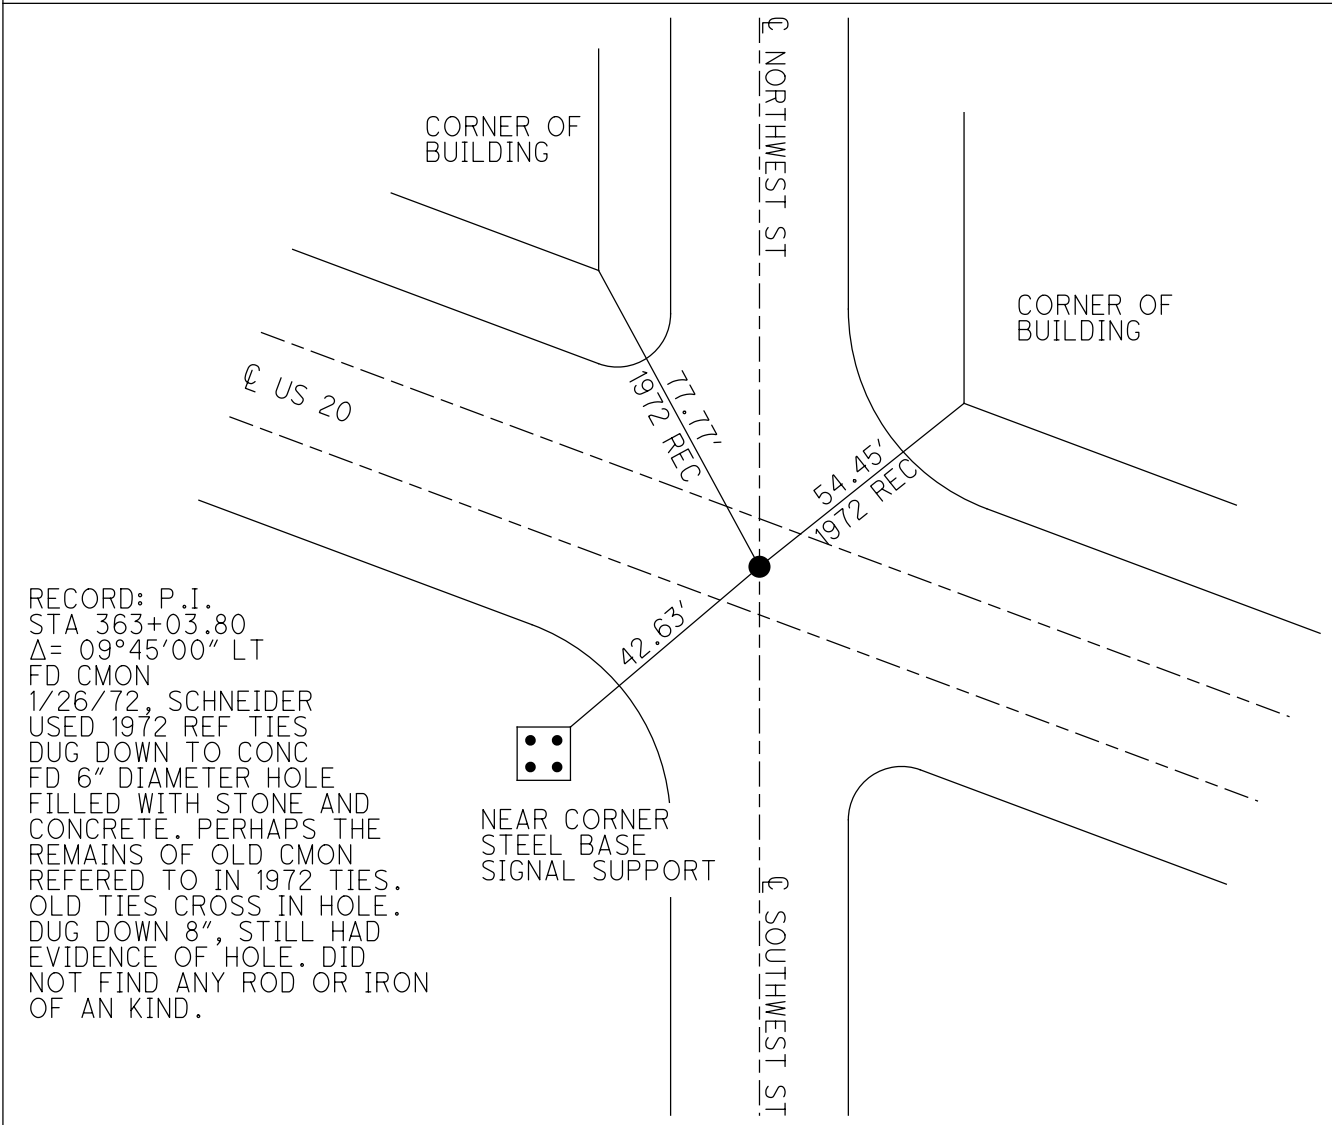 ℄ NORTHWEST ST
CORNER OF
BUILDING
CORNER OF
BUILDING
℄ US 20
77.77'
1972 REC
54.45'
1972 REC
42.63'
RECORD: P.I.
STA 363+03.80
Δ= 09°45'00" LT
FD CMON
1/26/72, SCHNEIDER
USED 1972 REF TIES
DUG DOWN TO CONC
FD 6" DIAMETER HOLE
FILLED WITH STONE AND
CONCRETE. PERHAPS THE
REMAINS OF OLD CMON
REFERED TO IN 1972 TIES.
OLD TIES CROSS IN HOLE.
DUG DOWN 8", STILL HAD
EVIDENCE OF HOLE. DID
NOT FIND ANY ROD OR IRON
OF AN KIND.
NEAR CORNER
STEEL BASE
SIGNAL SUPPORT
℄ SOUTHWEST ST